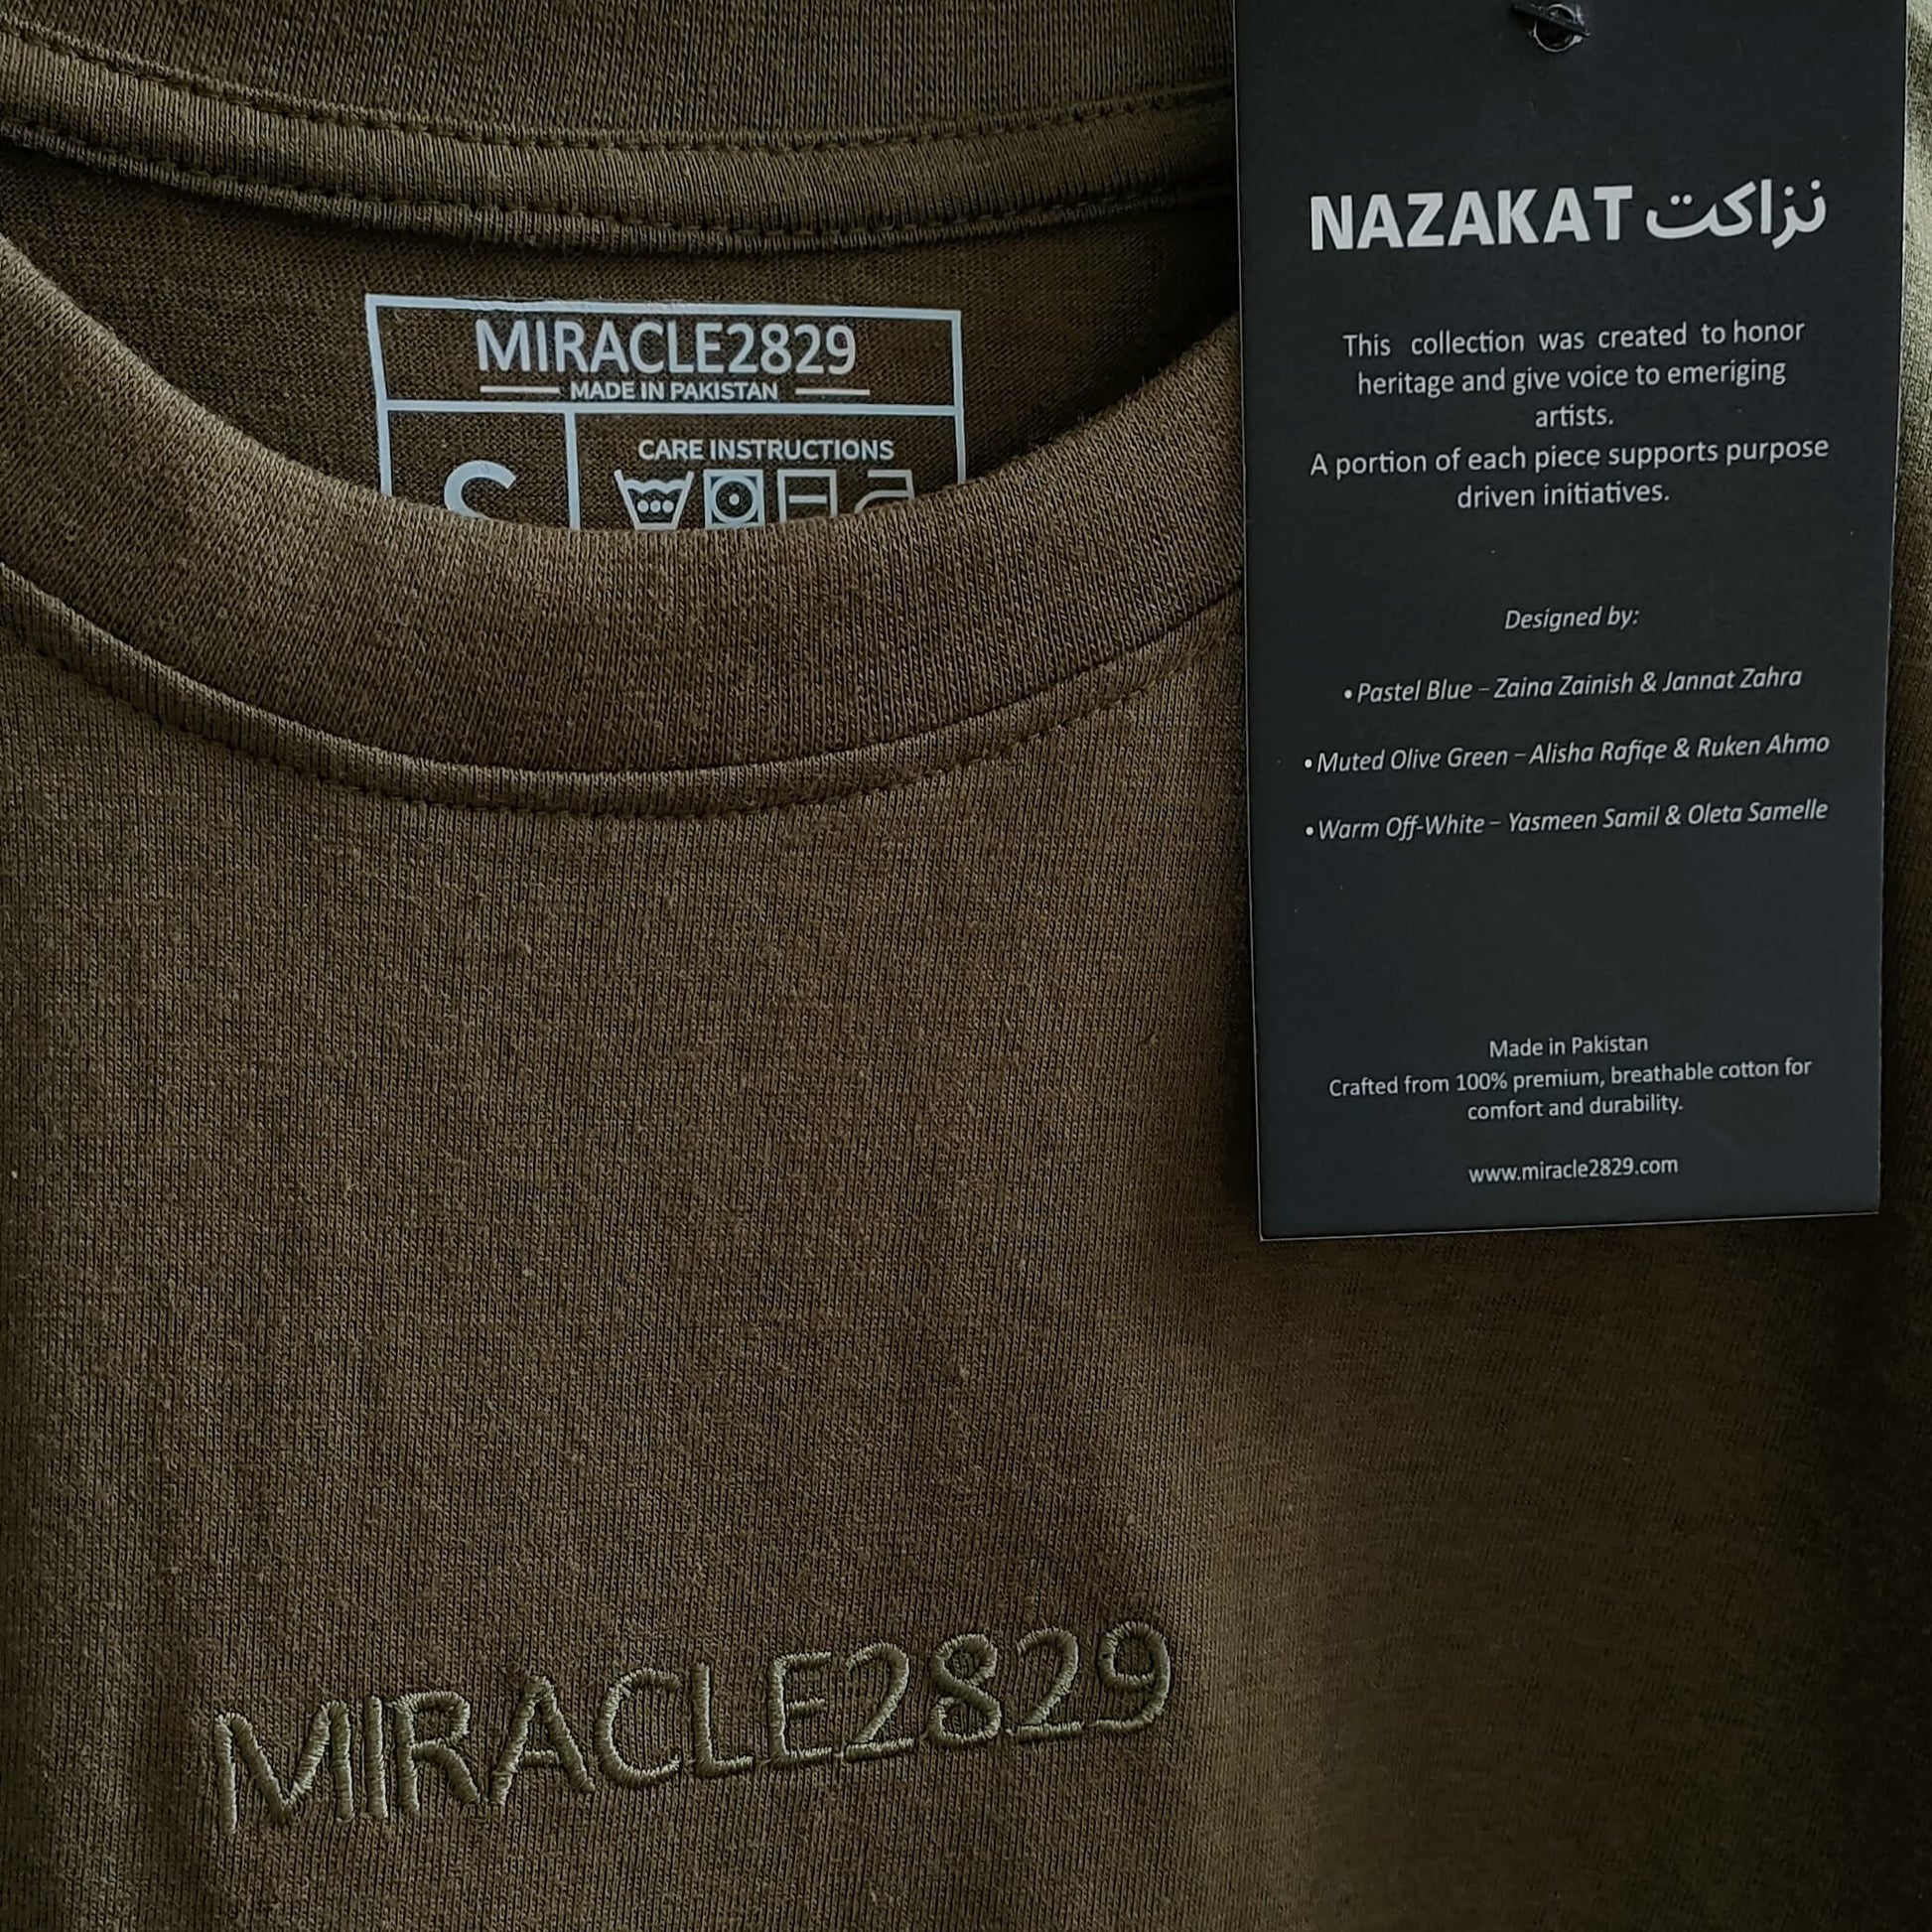 MIRACLE2829
MADE IN PAKISTAN
S
CARE INSTRUCTIONS
NAZAKAT نزاکت
This collection was created to honor
heritage and give voice to emeriging
artists.
A portion of each piece supports purpose
driven initiatives.
Designed by:
• Pastel Blue – Zaina Zainish & Jannat Zahra
• Muted Olive Green – Alisha Rafiqe & Ruken Ahmo
• Warm Off-White – Yasmeen Samil & Oleta Samelle
Made in Pakistan
Crafted from 100% premium, breathable cotton for
comfort and durability.
www.miracle2829.com
MIRACLE2829